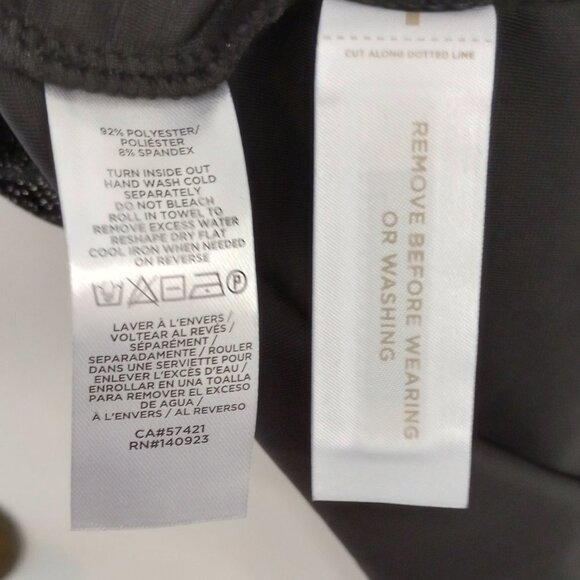 92% POLYESTER/
POLIÉSTER
8% SPANDEX
TURN INSIDE OUT
HAND WASH COLD
SEPARATELY
DO NOT BLEACH
ROLL IN TOWEL TO
REMOVE EXCESS WATER
RESHAPE DRY FLAT
COOL IRON WHEN NEEDED
ON REVERSE
P
LAVER À L'ENVERS/
VOLTEAR AL REVÉS/
SÉPARÉMENT/
SEPARADAMENTE/ROULER
DANS UNE SERVIETTE POUR
ENLEVER L'EXCÉS D'EAU/
ENROLLAR EN UNA TOALLA
PARA REMOVER EL EXCESO
DE AGUA/
À L'ENVERS/AL REVERSO
CA#57421
RN#140923
CUT ALONG DOTTED LINE
REMOVE BEFORE WEARING
OR WASHING